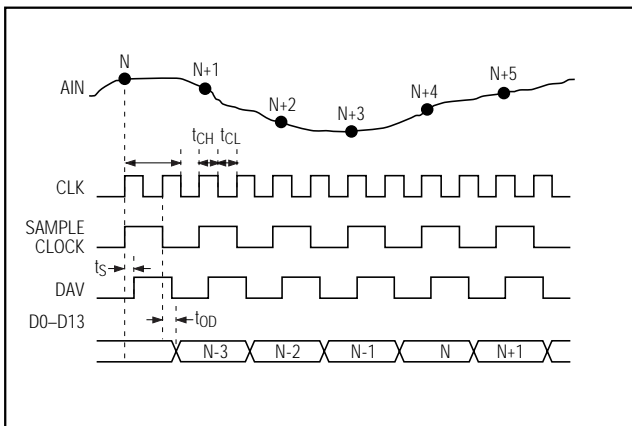 N
N+1
N+2
N+3
N+4
N+5
AIN
tCH tCL
CLK
SAMPLE
CLOCK
tS
DAV
tOD
D0–D13
N-3 N-2 N-1 N N+1